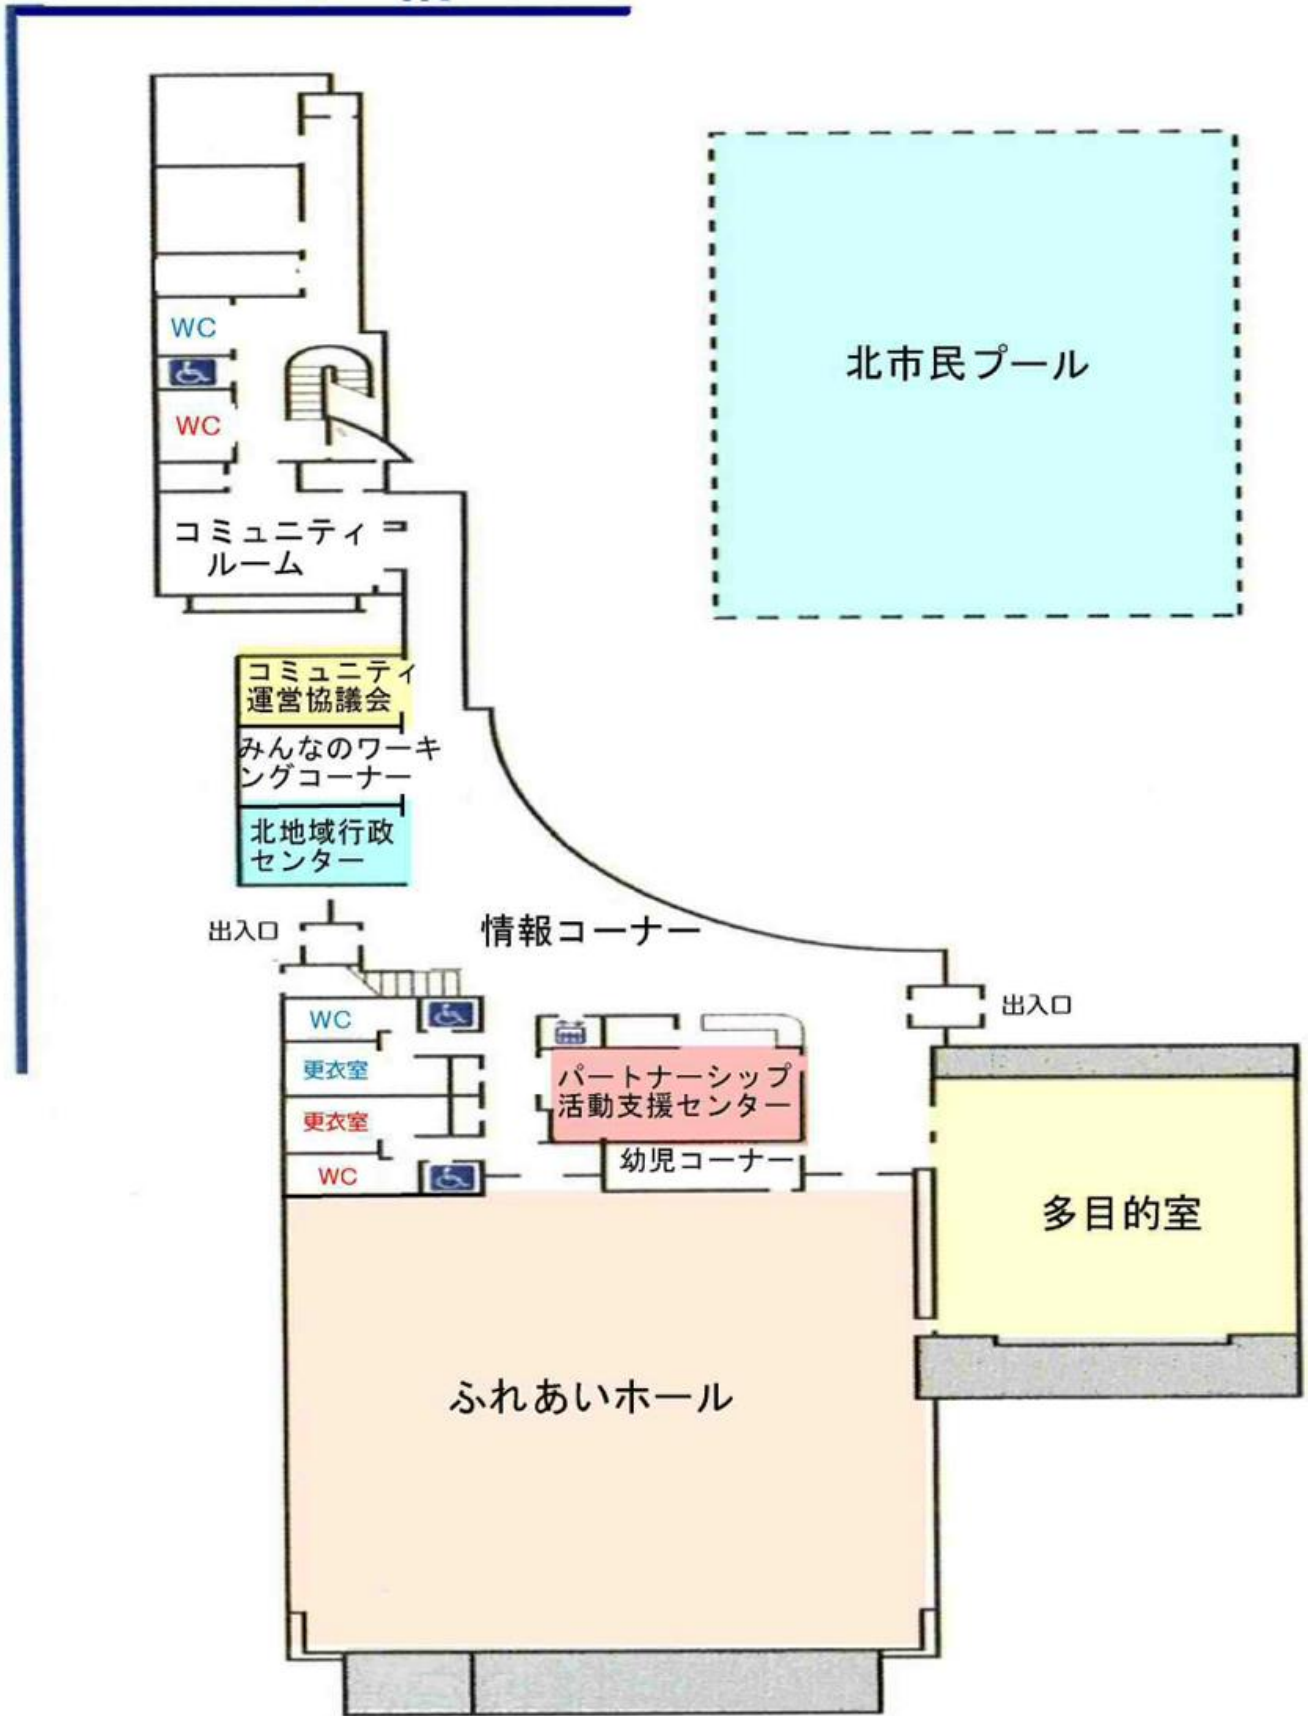 北市民プール
WC
WC
コミュニティ
ルーム
コミュニティ
運営協議会
みんなのワーキ
ングコーナー
北地域行政
センター
出入口
情報コーナー
出入口
WC
更衣室
更衣室
WC
パートナーシップ
活動支援センター
幼児コーナー
多目的室
ふれあいホール